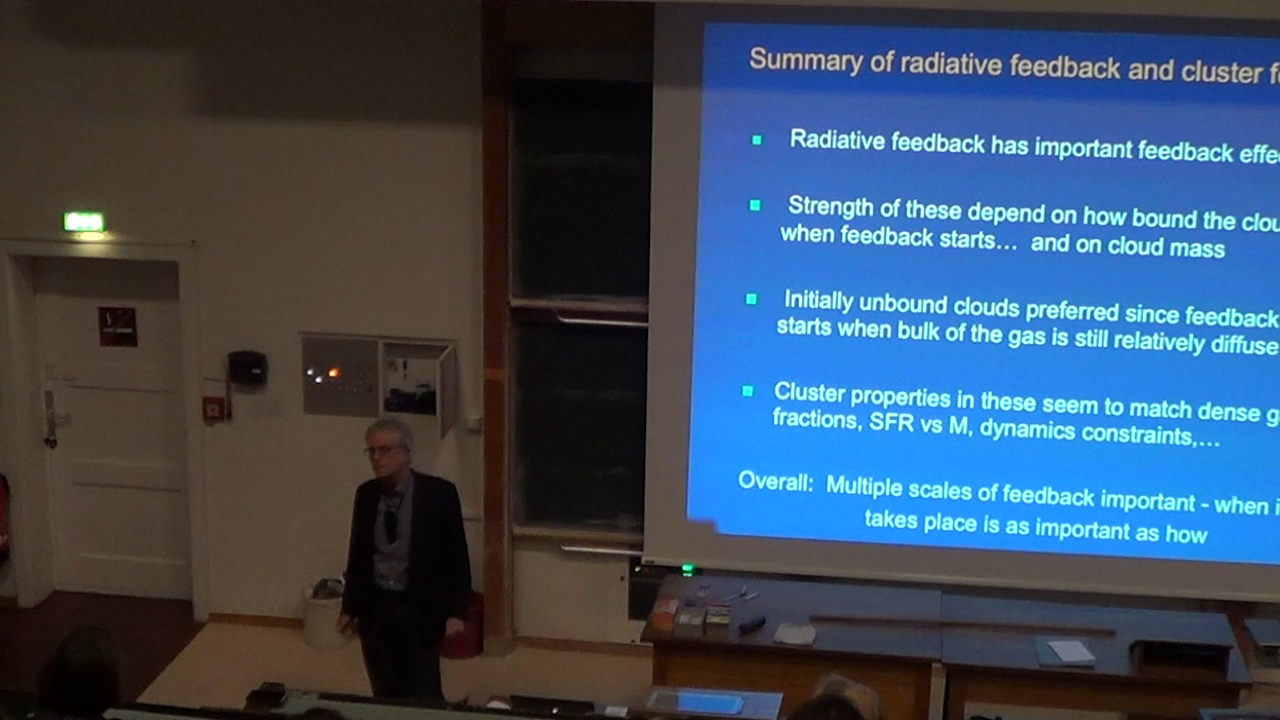 Summary of radiative feedback and cluster
Radiative feedback has important feedback
Strength of these depend on how bound the
when feedback starts... and on cloud mass
Initially unbound clouds preferred since feedback
starts when bulk of the gas is still relatively diffuse
Cluster properties in these seem to match dense
fractions, SFR vs M, dynamics constraints,...
Overall: Multiple scales of feedback important - when
takes place is as important as how